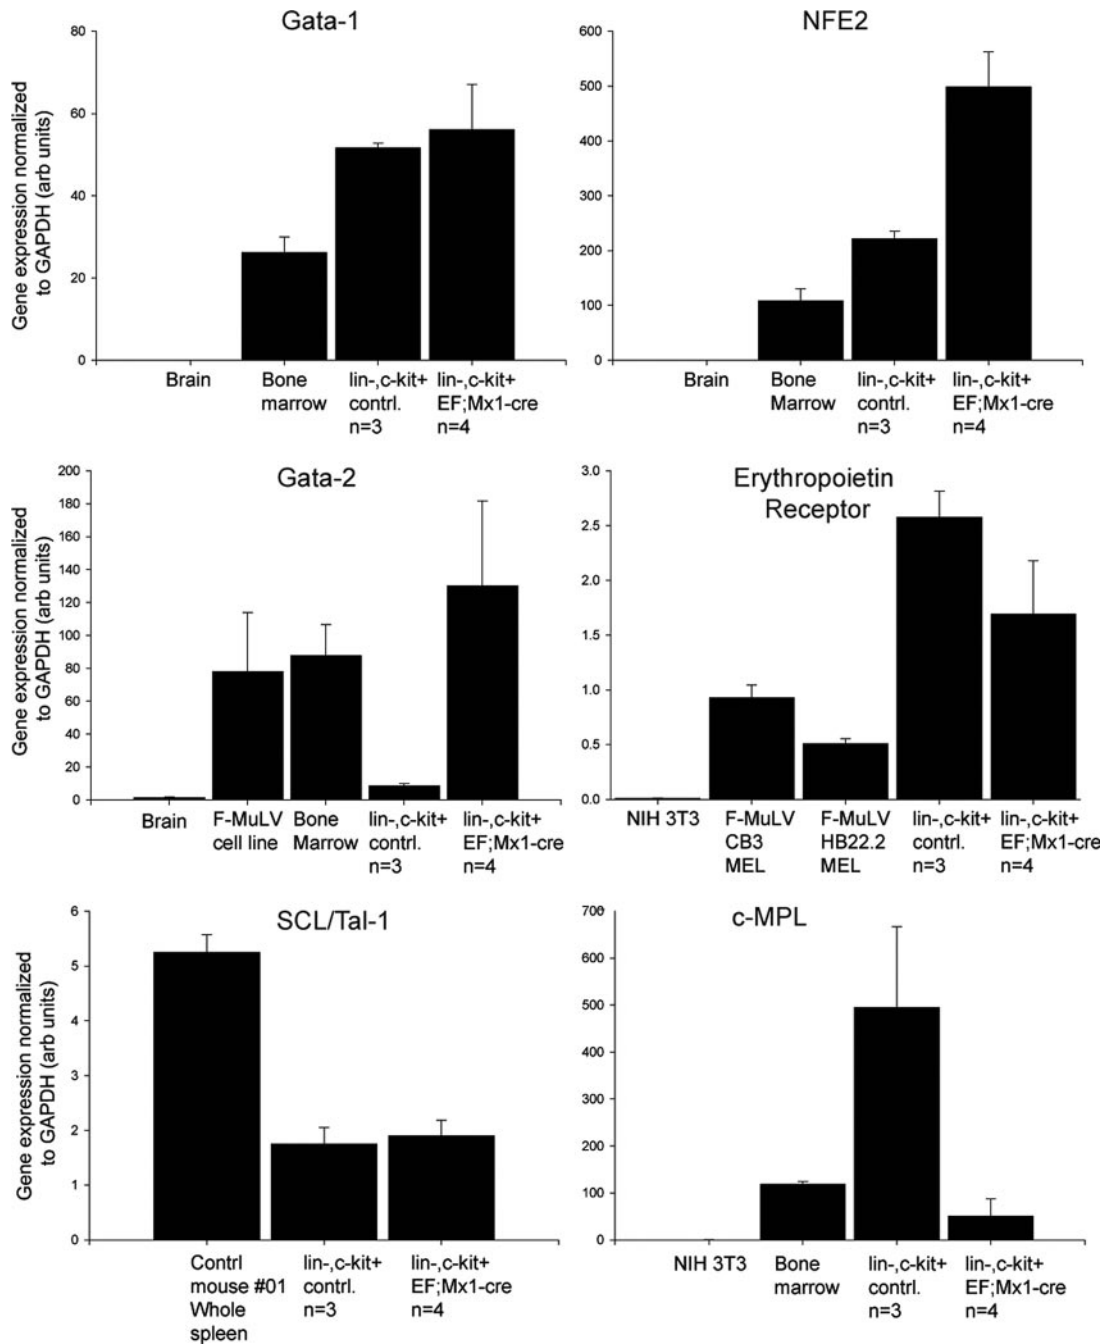 Gata-1
Gene expression normalized
to GAPDH (arb units)
80
60
40
20
0
Brain
Bone
marrow
lin-,c-kit+
contrl.
n=3
lin-,c-kit+
EF;Mx1-cre
n=4
NFE2
600
500
400
300
200
100
0
Brain
Bone
Marrow
lin-,c-kit+
contrl.
n=3
lin-,c-kit+
EF;Mx1-cre
n=4
Gata-2
Gene expression normalized
to GAPDH (arb units)
200
180
160
140
120
100
80
60
40
20
0
Brain
F-MuLV
cell line
Bone
Marrow
lin-,c-kit+
contrl.
n=3
lin-,c-kit+
EF;Mx1-cre
n=4
Erythropoietin
Receptor
3.0
2.5
2.0
1.5
1.0
0.5
0.0
NIH 3T3
F-MuLV
CB3
MEL
F-MuLV
HB22.2
MEL
lin-,c-kit+
contrl.
n=3
lin-,c-kit+
EF;Mx1-cre
n=4
SCL/Tal-1
Gene expression normalized
to GAPDH (arb units)
6
5
4
3
2
1
0
Contrl
mouse #01
Whole
spleen
lin-,c-kit+
contrl.
n=3
lin-,c-kit+
EF;Mx1-cre
n=4
c-MPL
700
600
500
400
300
200
100
0
NIH 3T3
Bone
marrow
lin-,c-kit+
contrl.
n=3
lin-,c-kit+
EF;Mx1-cre
n=4